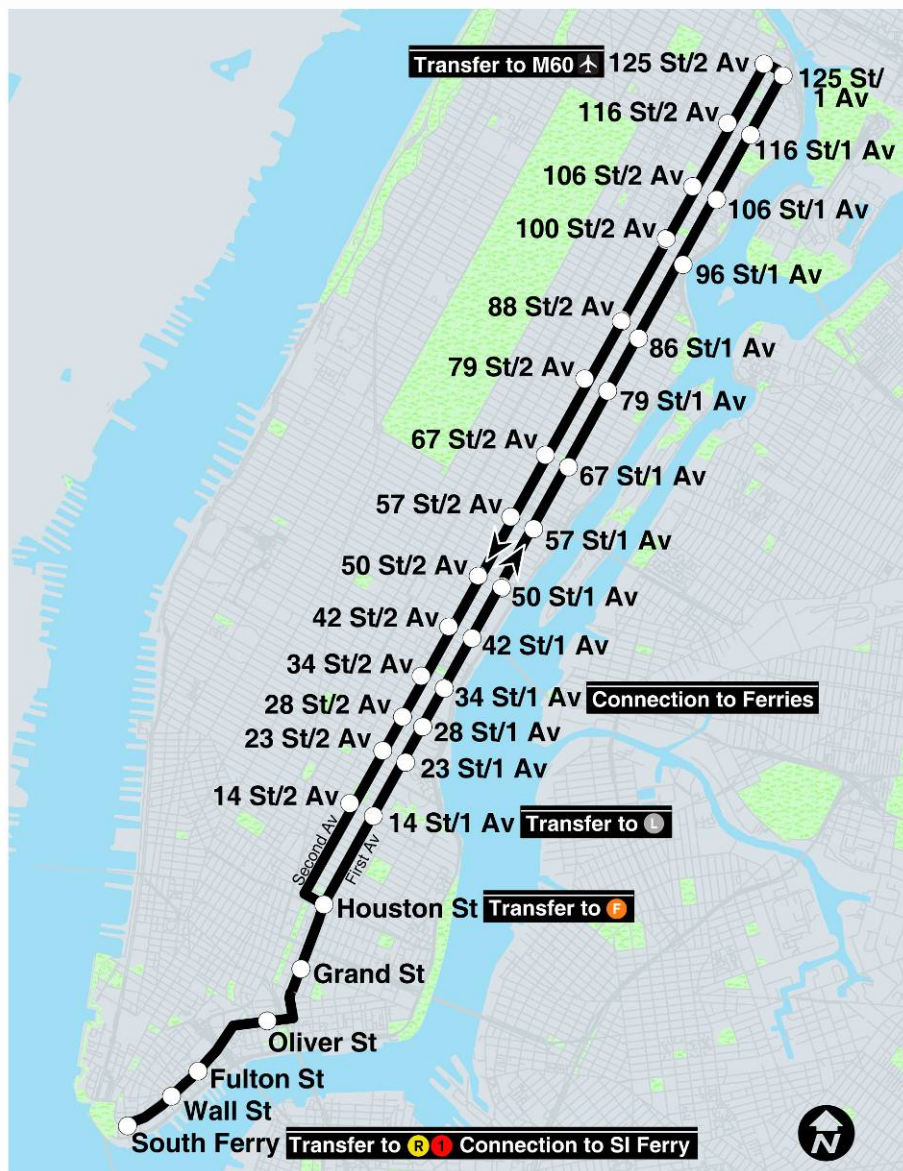 Transfer to M60 125 St/2 Av
125 St/
1 Av
116 St/2 Av
116 St/1 Av
106 St/2 Av
106 St/1 Av
100 St/2 Av
96 St/1 Av
88 St/2 Av
86 St/1 Av
79 St/2 Av
79 St/1 Av
67 St/2 Av
67 St/1 Av
57 St/2 Av
57 St/1 Av
50 St/2 Av
50 St/1 Av
42 St/2 Av
42 St/1 Av
34 St/2 Av
34 St/1 Av Connection to Ferries
28 St/2 Av
28 St/1 Av
23 St/2 Av
23 St/1 Av
14 St/2 Av
14 St/1 Av Transfer to L
Second Av
First Av
Houston St Transfer to F
Grand St
Oliver St
Fulton St
Wall St
South Ferry Transfer to R 1 Connection to SI Ferry
N